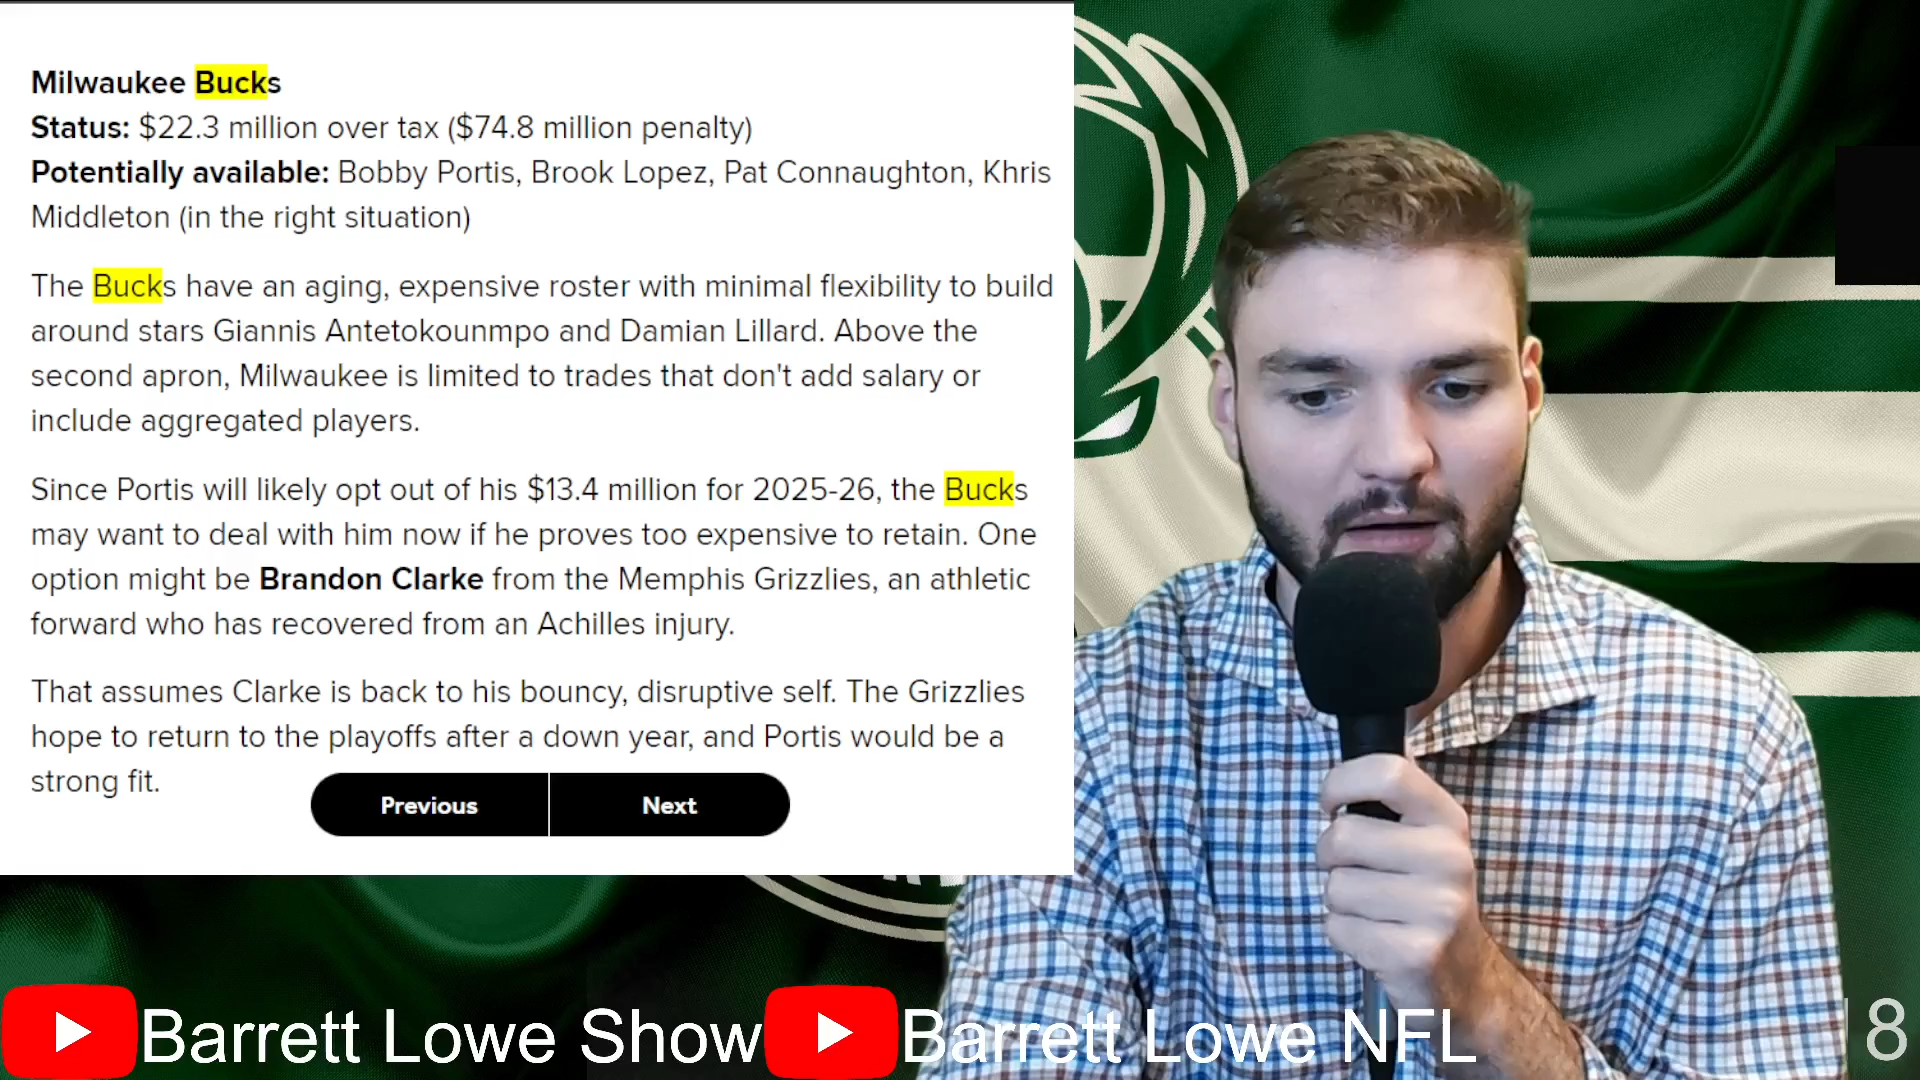 Milwaukee Bucks
Status: $22.3 million over tax ($74.8 million penalty)
Potentially available: Bobby Portis, Brook Lopez, Pat Connaughton, Khris
Middleton (in the right situation)
The Bucks have an aging, expensive roster with minimal flexibility to build
around stars Giannis Antetokounmpo and Damian Lillard. Above the
second apron, Milwaukee is limited to trades that don't add salary or
include aggregated players.
Since Portis will likely opt out of his $13.4 million for 2025-26, the Bucks
may want to deal with him now if he proves too expensive to retain. One
option might be Brandon Clarke from the Memphis Grizzlies, an athletic
forward who has recovered from an Achilles injury.
That assumes Clarke is back to his bouncy, disruptive self. The Grizzlies
hope to return to the playoffs after a down year, and Portis would be a
strong fit.
Previous Next
Barrett Lowe Show Barrett Lowe NFL 8